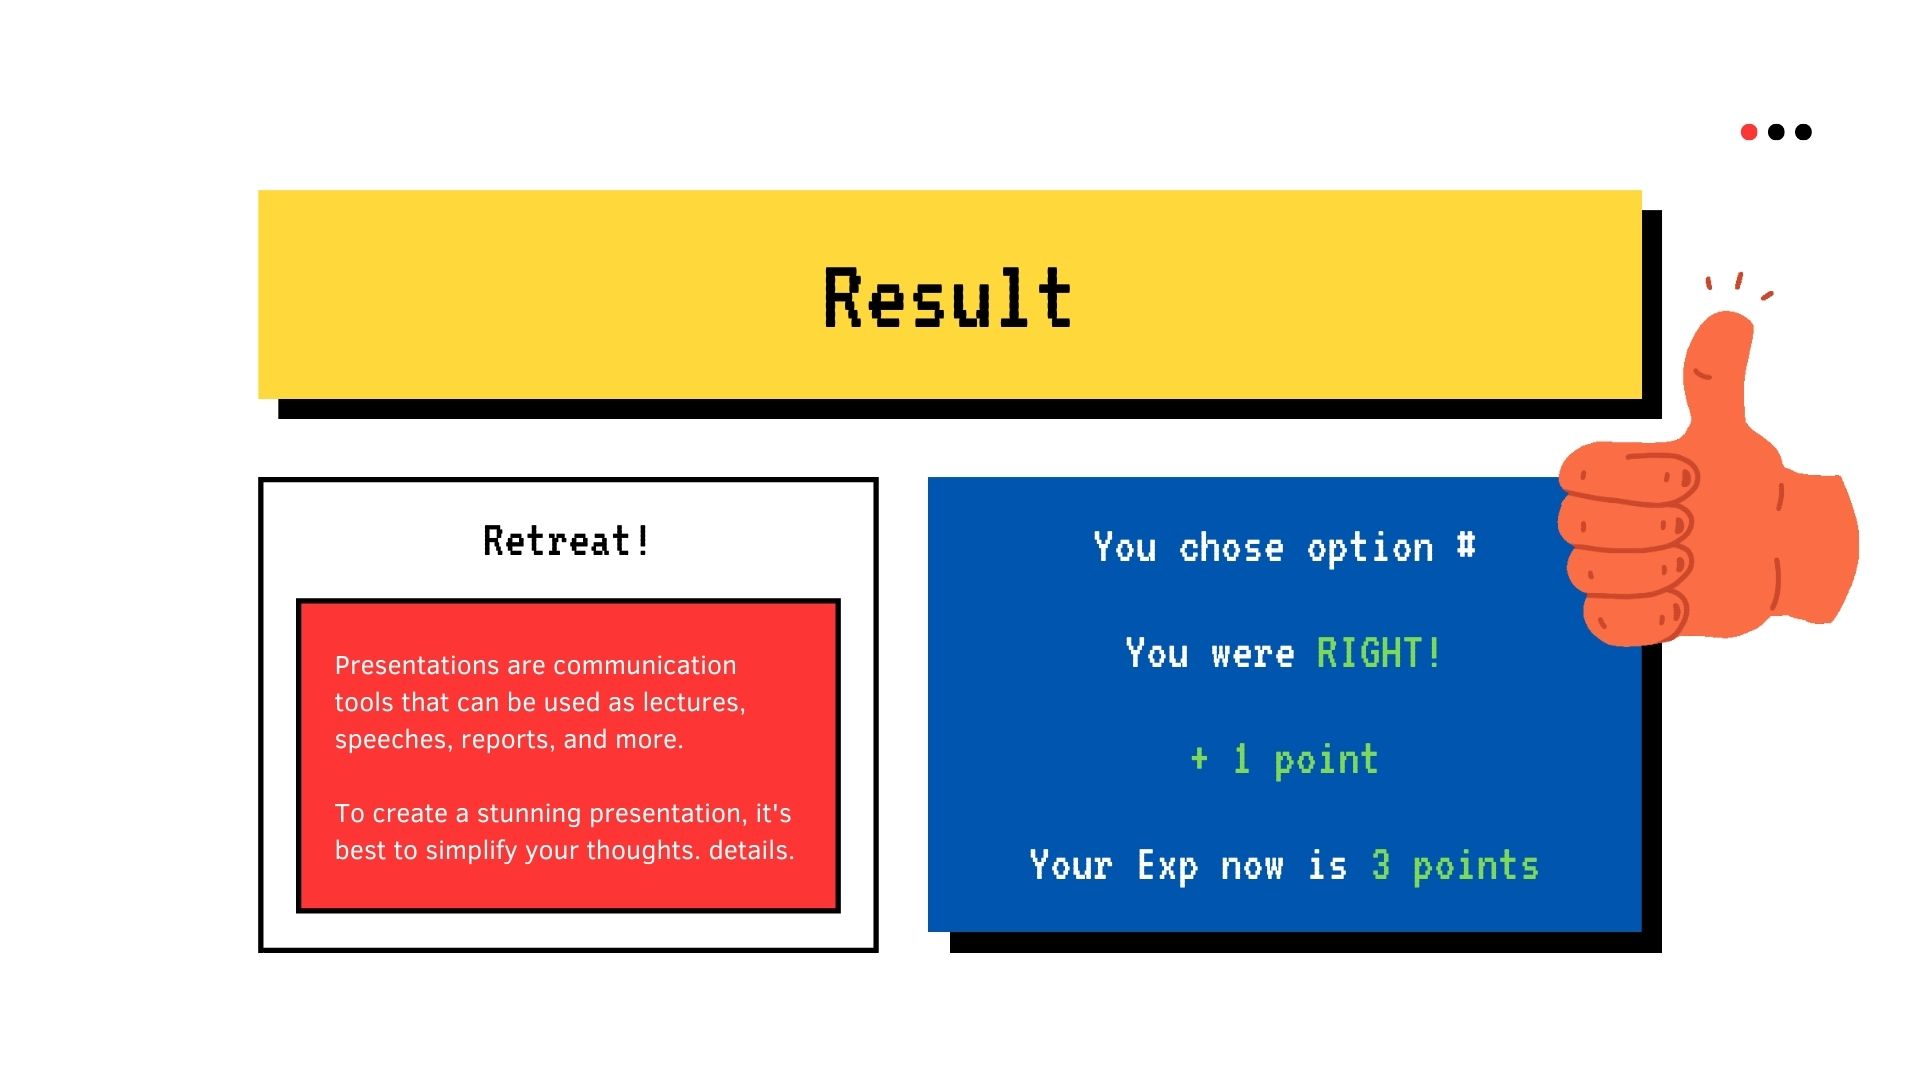 Result
Retreat!
Presentations are communication
tools that can be used as lectures,
speeches, reports, and more.
To create a stunning presentation, it's
best to simplify your thoughts. details.
You chose option #
You were RIGHT!
+ 1 point
Your Exp now is 3 points